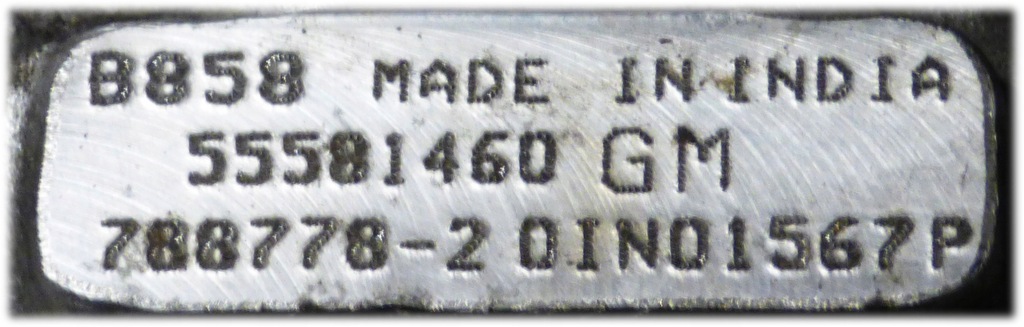 B858 MADE IN INDIA
55581460 GM
788778-2 0IN01567P